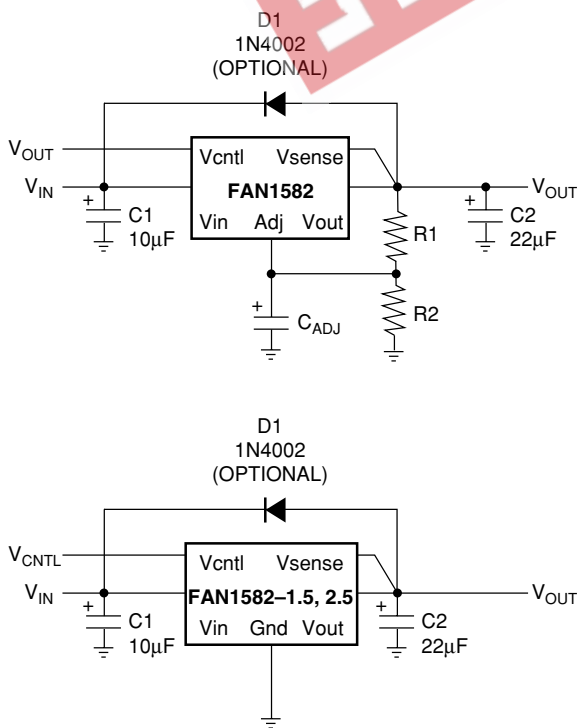 D1
1N4002
(OPTIONAL)
VOUT
Vcntl Vsense
VIN
FAN1582
VOUT
+
C1
10µF
Vin Adj Vout
R1
+
C2
22µF
+
CADJ
R2
D1
1N4002
(OPTIONAL)
VCNTL
Vcntl Vsense
VIN
FAN1582–1.5, 2.5
VOUT
+
C1
10µF
Vin Gnd Vout
+
C2
22µF